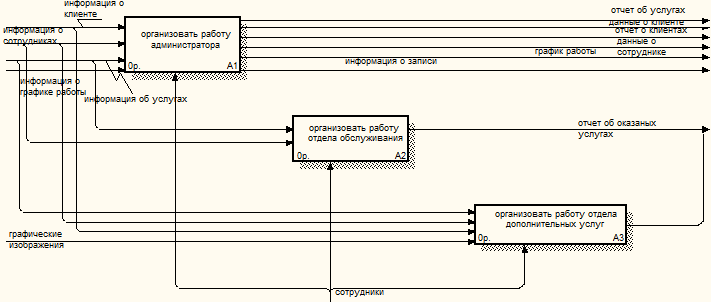 информация о
клиенте
отчет об услугах
данные о клиенте
отчет о клиентах
информация о
сотрудниках
организовать работу
администратора
данные о
сотруднике
график работы
информация о записи
0р.
A1
информация о
графике работы
информация об услугах
организовать работу
отдела обслуживания
0р.
A2
отчет об оказаных
услугах
организовать работу отдела
дополнительных услуг
0р.
A3
графические
изображения
сотрудники